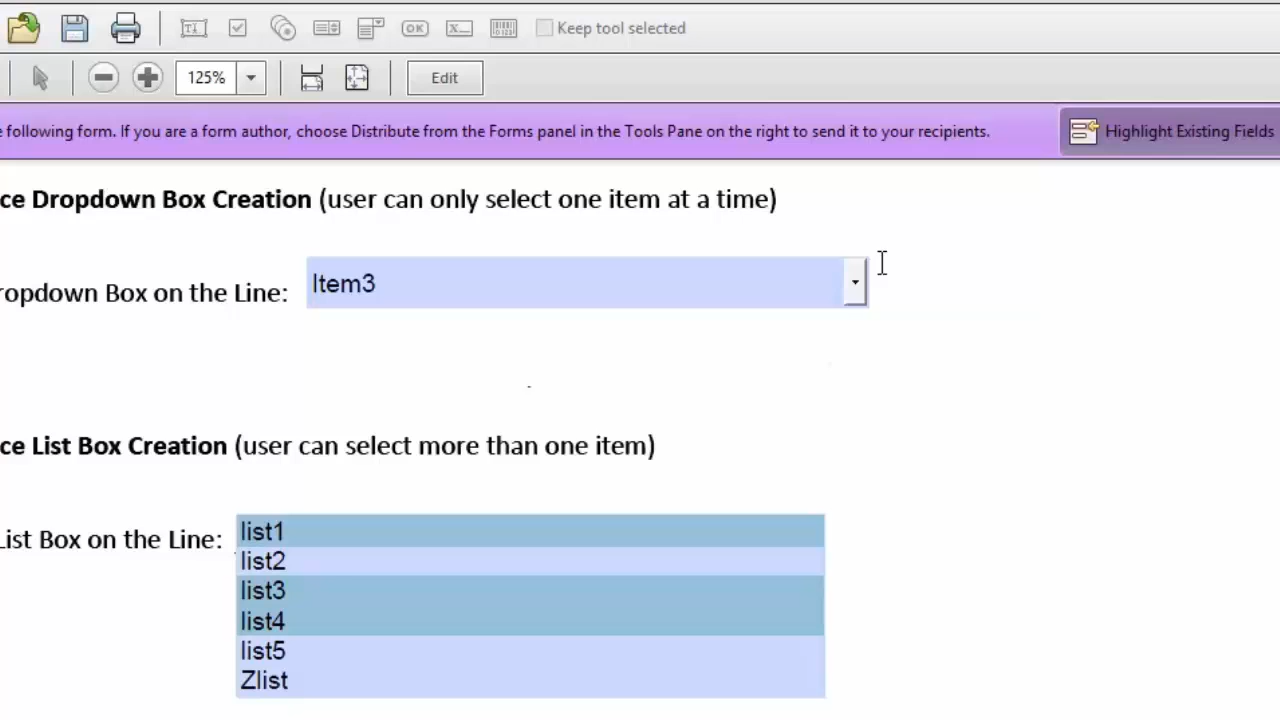 Keep tool selected
125%
Edit
following form. If you are a form author, choose Distribute from the Forms panel in the Tools Pane on the right to send it to your recipients.
Highlight Existing Fields
ce Dropdown Box Creation (user can only select one item at a time)
ropdown Box on the Line:
Item3
ce List Box Creation (user can select more than one item)
List Box on the Line:
list1
list2
list3
list4
list5
Zlist